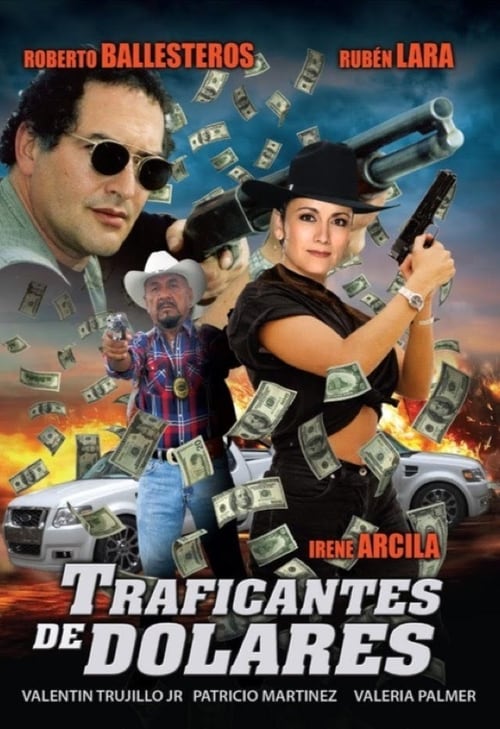 ROBERTO BALLESTEROS RUBÉN LARA
IRENE ARCILA
TRAFICANTES
DE DOLARES
VALENTIN TRUJILLO JR PATRICIO MARTINEZ VALERIA PALMER